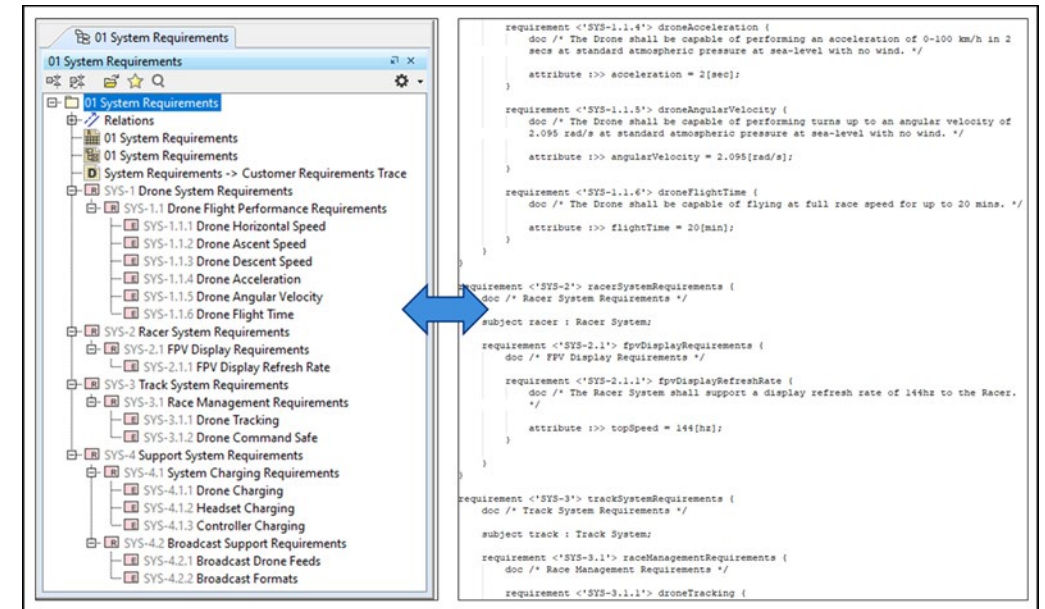 01 System Requirements
01 System Requirements
01 System Requirements
Relations
01 System Requirements
01 System Requirements
D System Requirements -> Customer Requirements Trace
R SYS-1 Drone System Requirements
R SYS-1.1 Drone Flight Performance Requirements
E SYS-1.1.1 Drone Horizontal Speed
E SYS-1.1.2 Drone Ascent Speed
E SYS-1.1.3 Drone Descent Speed
E SYS-1.1.4 Drone Acceleration
E SYS-1.1.5 Drone Angular Velocity
E SYS-1.1.6 Drone Flight Time
R SYS-2 Racer System Requirements
R SYS-2.1 FPV Display Requirements
E SYS-2.1.1 FPV Display Refresh Rate
R SYS-3 Track System Requirements
R SYS-3.1 Race Management Requirements
E SYS-3.1.1 Drone Tracking
E SYS-3.1.2 Drone Command Safe
R SYS-4 Support System Requirements
R SYS-4.1 System Charging Requirements
E SYS-4.1.1 Drone Charging
E SYS-4.1.2 Headset Charging
E SYS-4.1.3 Controller Charging
R SYS-4.2 Broadcast Support Requirements
E SYS-4.2.1 Broadcast Drone Feeds
E SYS-4.2.2 Broadcast Formats
requirement <'SYS-1.1.4'> droneAcceleration {
doc /* The Drone shall be capable of performing an acceleration of 0-100 km/h in 2
secs at standard atmospheric pressure at sea-level with no wind. */
attribute :>> acceleration = 2[sec];
}
requirement <'SYS-1.1.5'> droneAngularVelocity {
doc /* The Drone shall be capable of performing turns up to an angular velocity of
2.095 rad/s at standard atmospheric pressure at sea-level with no wind. */
attribute :>> angularVelocity = 2.095[rad/s];
}
requirement <'SYS-1.1.6'> droneFlightTime {
doc /* The Drone shall be capable of flying at full race speed for up to 20 mins. */
attribute :>> flightTime = 20[min];
}
}
}
requirement <'SYS-2'> racerSystemRequirements {
doc /* Racer System Requirements */
subject racer : Racer System;
requirement <'SYS-2.1'> fpvDisplayRequirements {
doc /* FPV Display Requirements */
requirement <'SYS-2.1.1'> fpvDisplayRefreshRate {
doc /* The Racer System shall support a display refresh rate of 144hz to the Racer.
*/
attribute :>> topSpeed = 144[hz];
}
}
}
requirement <'SYS-3'> trackSystemRequirements {
doc /* Track System Requirements */
subject track : Track System;
requirement <'SYS-3.1'> raceManagementRequirements {
doc /* Race Management Requirements */
requirement <'SYS-3.1.1'> droneTracking {